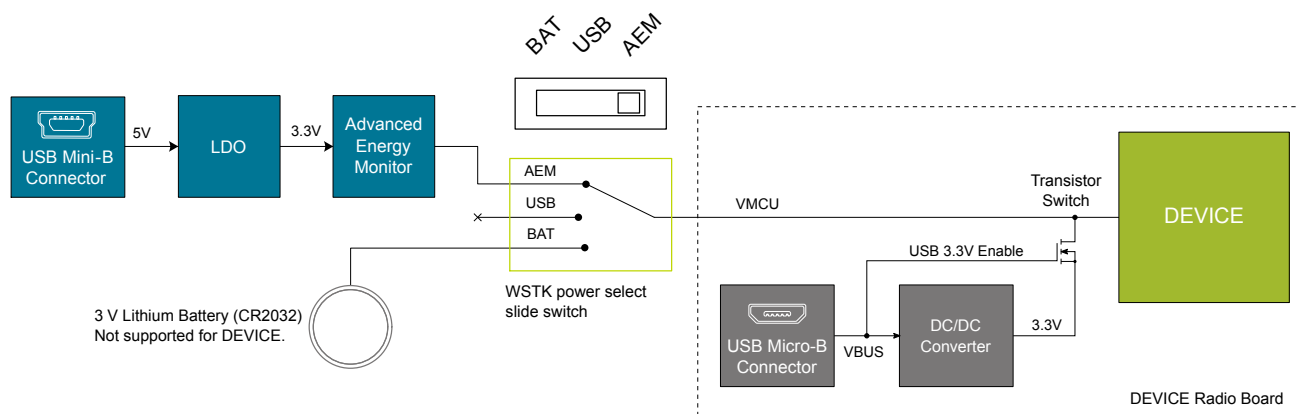 BAT
USB
AEM
USB Mini-B
Connector
5V
LDO
3.3V
Advanced
Energy
Monitor
AEM
USB
BAT
WSTK power select
slide switch
3 V Lithium Battery (CR2032)
Not supported for DEVICE.
VMCU
Transistor
Switch
DEVICE
USB 3.3V Enable
USB Micro-B
Connector
VBUS
DC/DC
Converter
3.3V
DEVICE Radio Board